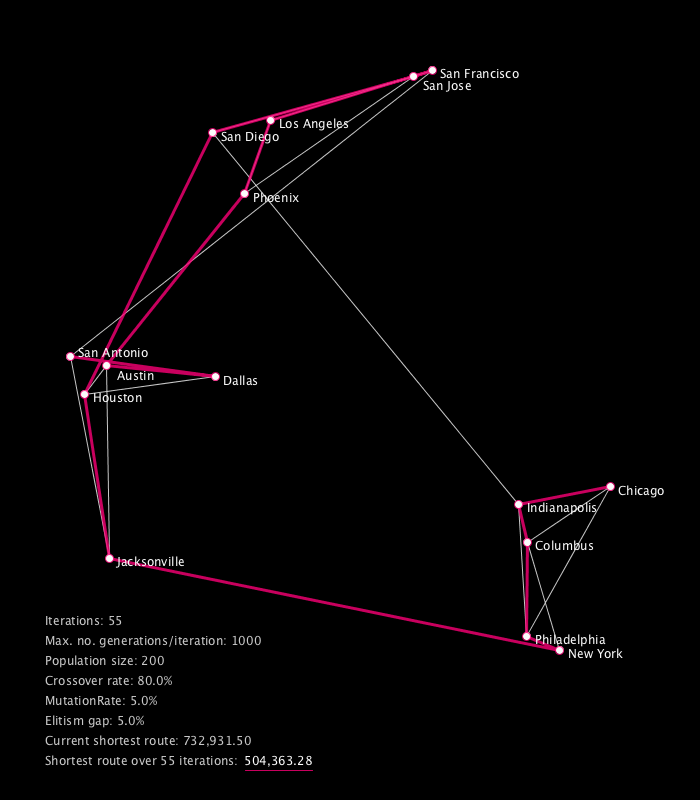 San Francisco
San Jose
Los Angeles
San Diego
Phoenix
San Antonio
Austin
Dallas
Houston
Chicago
Indianapolis
Columbus
Jacksonville
Philadelphia
New York
Iterations: 55
Max. no. generations/iteration: 1000
Population size: 200
Crossover rate: 80.0%
MutationRate: 5.0%
Elitism gap: 5.0%
Current shortest route: 732,931.50
Shortest route over 55 iterations: 504,363.28